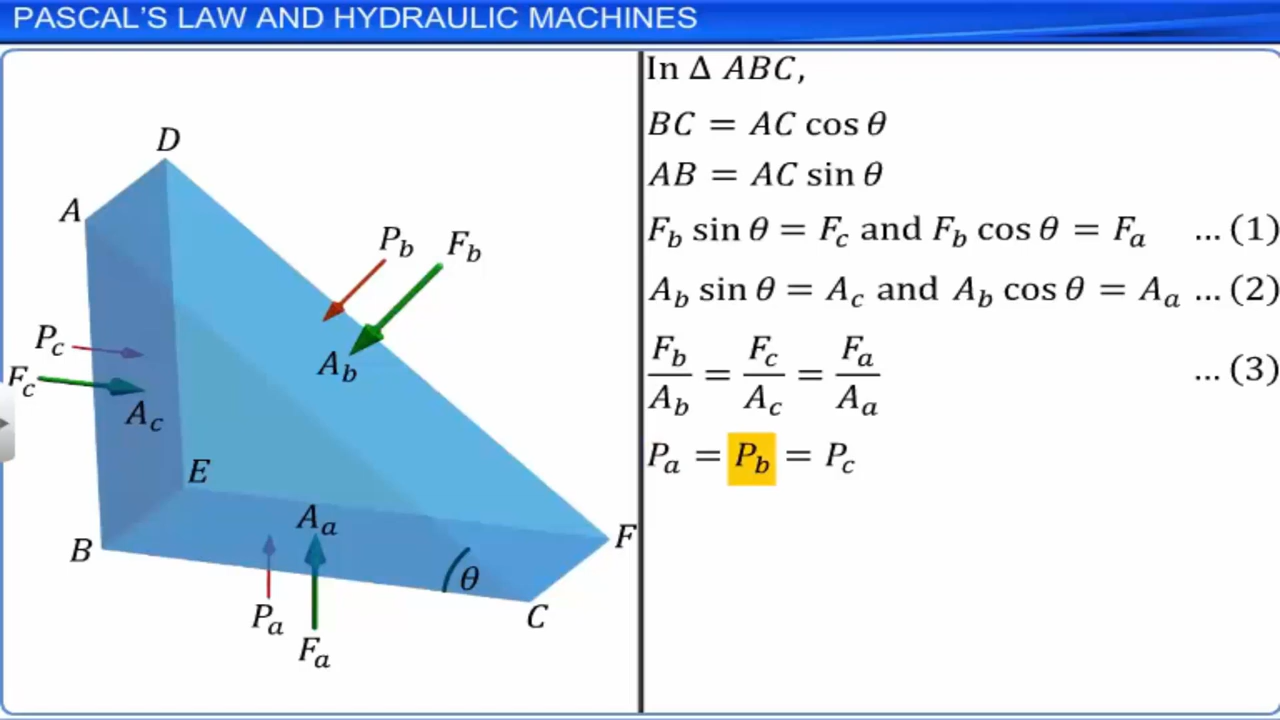 PASCAL'S LAW AND HYDRAULIC MACHINES
D
A
P_b
F_b
P_c
F_c
A_b
A_c
E
A_a
B
F
θ
P_a
C
F_a
In Δ ABC,
BC = AC cos θ
AB = AC sin θ
F_b sin θ = F_c and F_b cos θ = F_a ... (1)
A_b sin θ = A_c and A_b cos θ = A_a ... (2)
F_b/A_b = F_c/A_c = F_a/A_a ... (3)
P_a = P_b = P_c